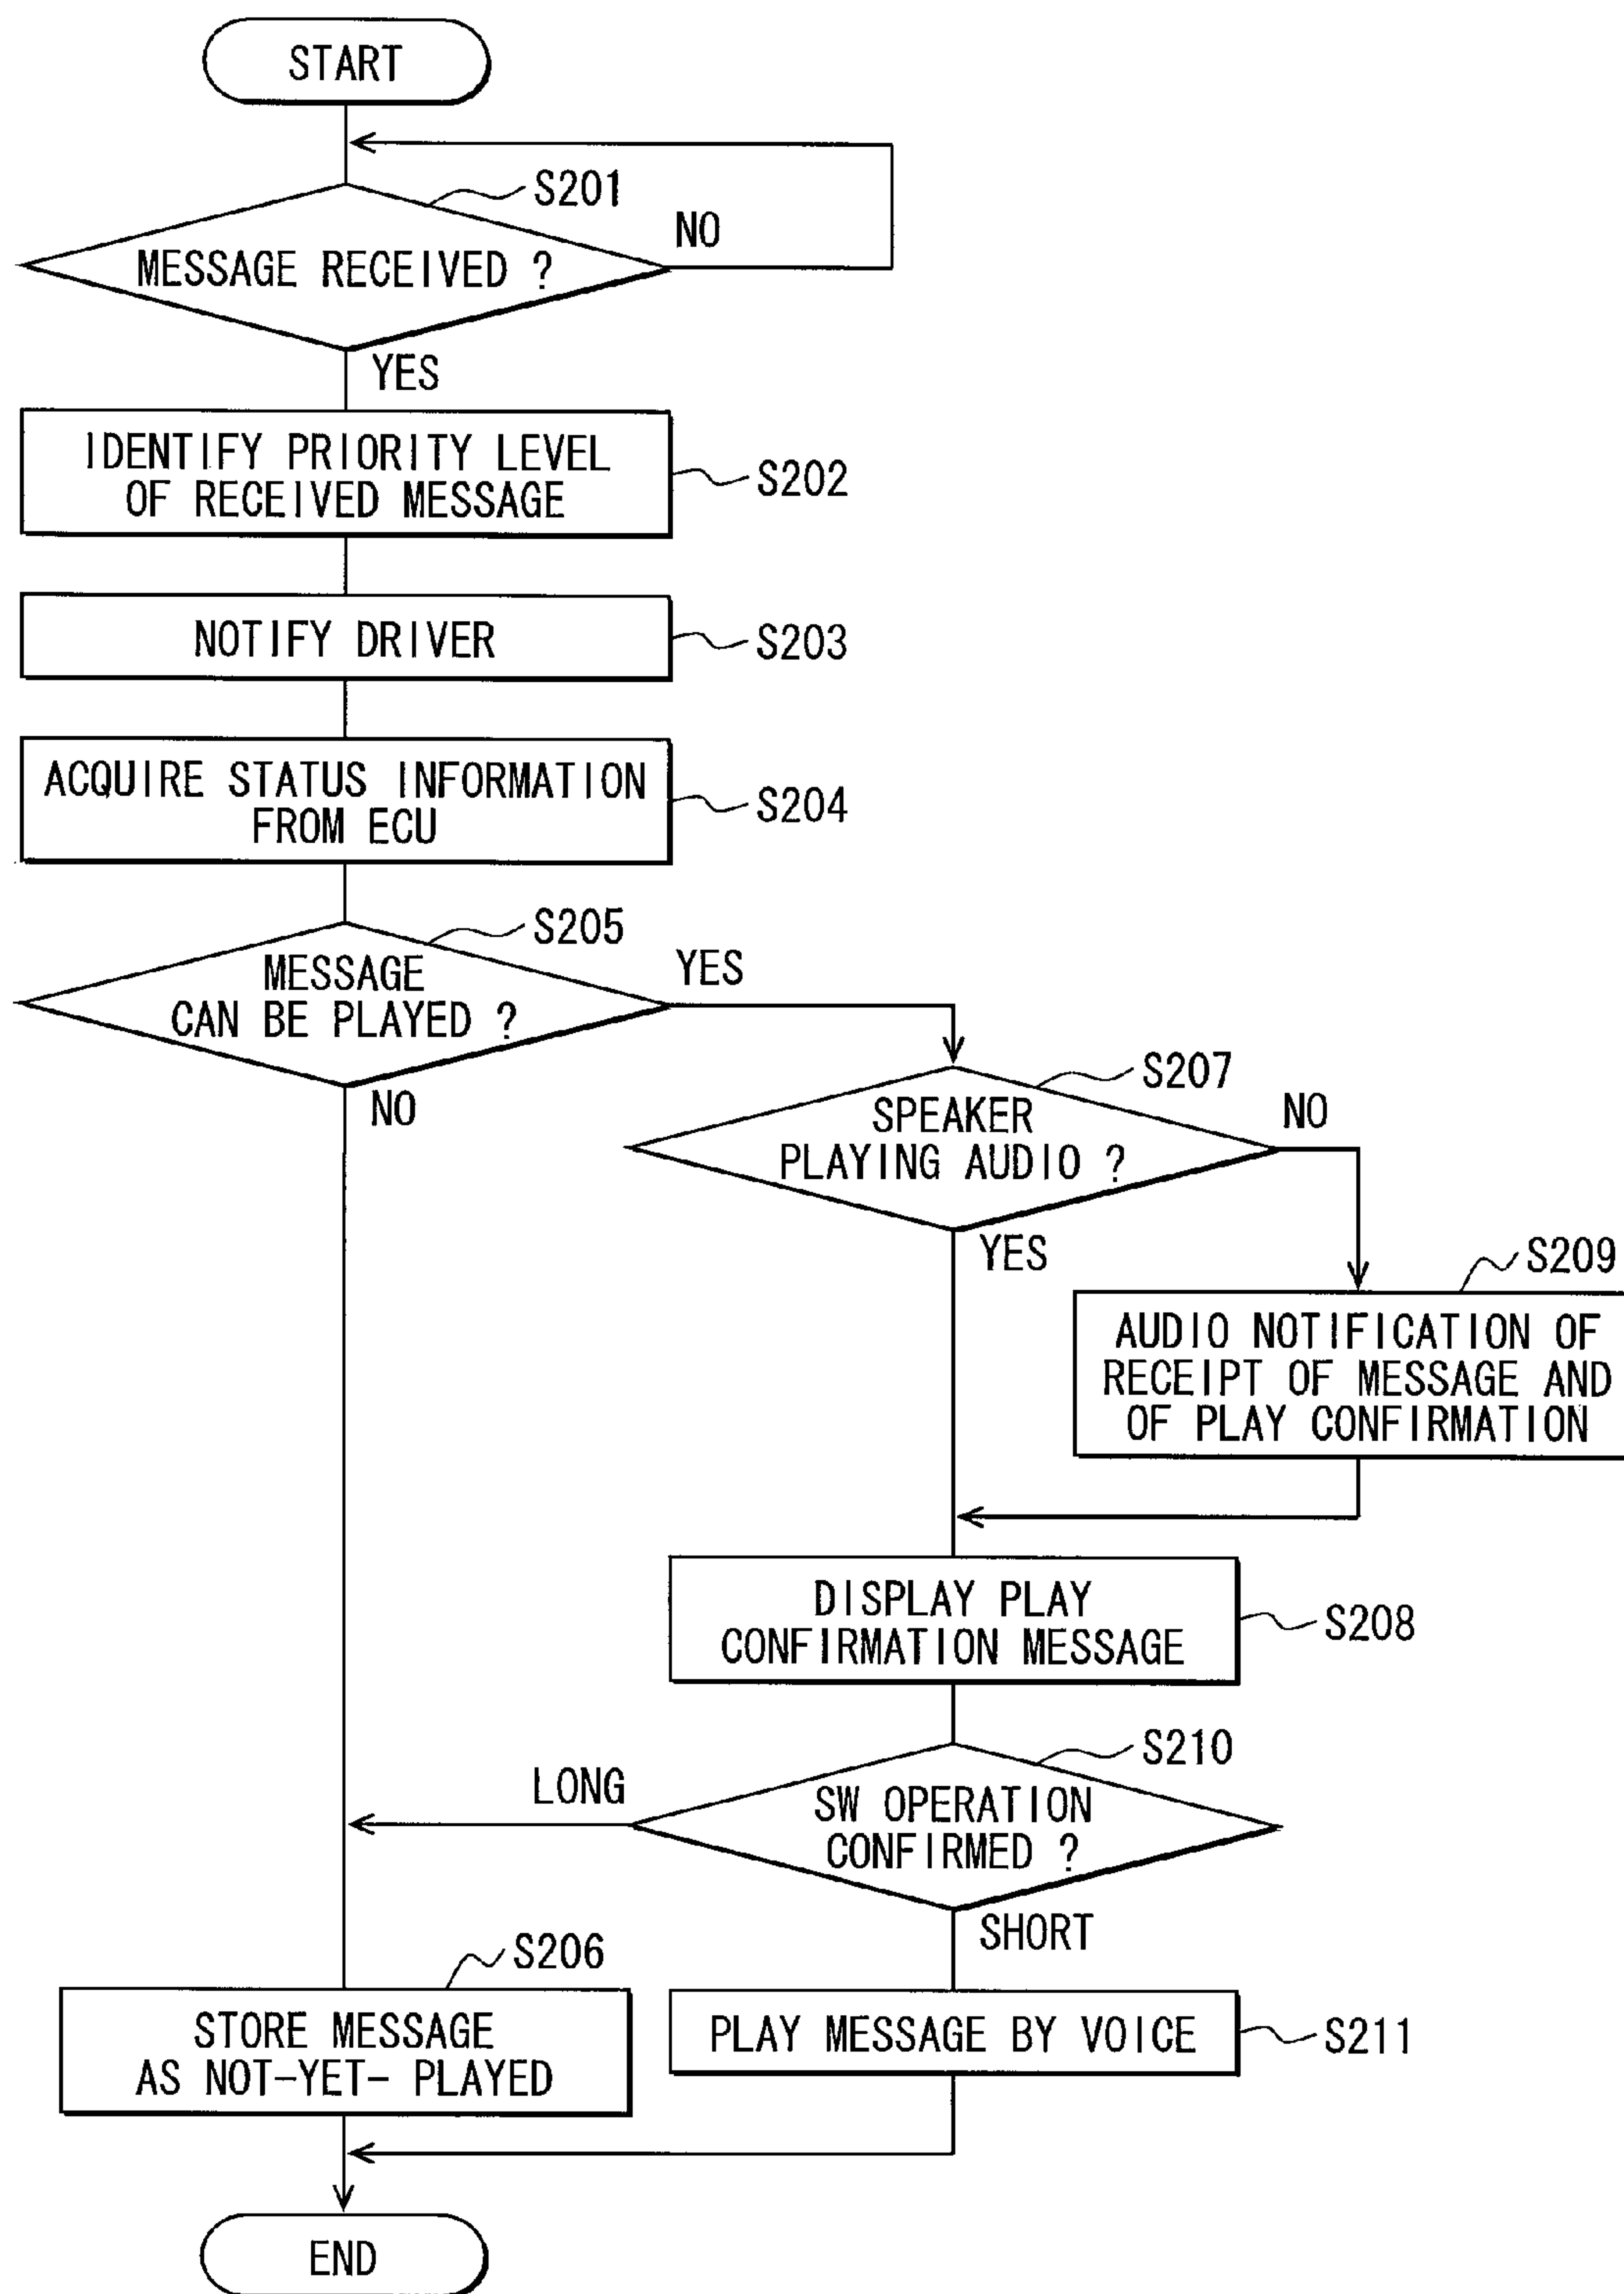 START
S201
NO
MESSAGE RECEIVED ?
YES
IDENTIFY PRIORITY LEVEL
OF RECEIVED MESSAGE
S202
NOTIFY DRIVER
S203
ACQUIRE STATUS INFORMATION
FROM ECU
S204
S205
MESSAGE
CAN BE PLAYED ?
YES
NO
S207
SPEAKER
PLAYING AUDIO ?
NO
YES
S209
AUDIO NOTIFICATION OF
RECEIPT OF MESSAGE AND
OF PLAY CONFIRMATION
DISPLAY PLAY
CONFIRMATION MESSAGE
S208
S210
LONG
SW OPERATION
CONFIRMED ?
SHORT
S206
STORE MESSAGE
AS NOT-YET- PLAYED
PLAY MESSAGE BY VOICE
S211
END